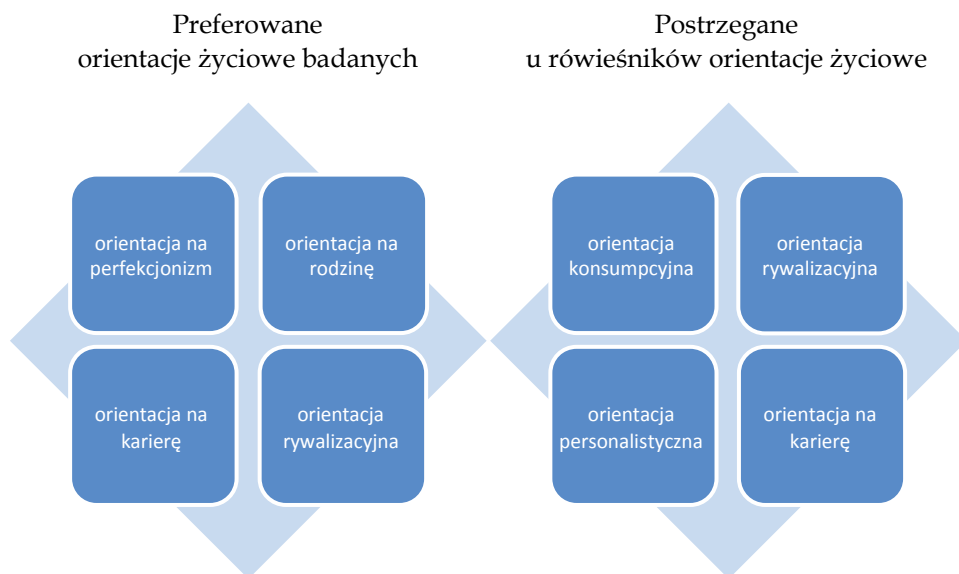 Preferowane
orientacje życiowe badanych
Postrzegane
u rówieśników orientacje życiowe
orientacja na
perfekcjonizm
orientacja na
rodzinę
orientacja na
karierę
orientacja
rywalizacyjna
orientacja
konsumpcyjna
orientacja
rywalizacyjna
orientacja
personalistyczna
orientacja na
karierę